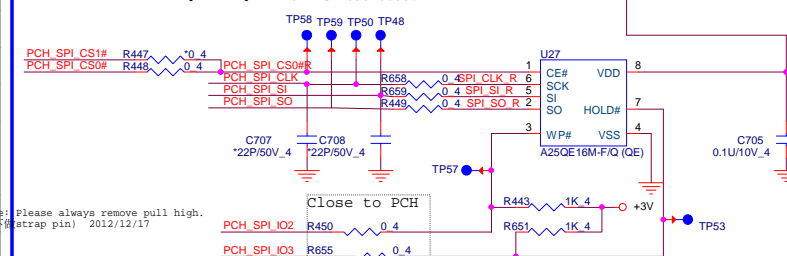 TP58 TP59 TP50 TP48
PCH_SPI_CS1# R447 *0_4
PCH_SPI_CS0# R448 0_4 PCH_SPI_CS0#R
PCH_SPI_CLK R658 0_4 SPI_CLK_R
PCH_SPI_SI R659 0_4 SPI_SI_R
PCH_SPI_SO R449 0_4 SPI_SO_R
U27
1 CE# VDD 8
6 SCK
5 SI
2 SO HOLD# 7
3 WP# VSS 4
A25QE16M-F/Q (QE)
C707 C708
*22P/50V_4 *22P/50V_4
C705
0.1U/10V_4
TP57
Close to PCH
R443 1K_4
+3V
R651 1K_4
TP53
Please always remove pull high.
strap pin) 2012/12/17
PCH_SPI_IO2 R450 0_4
PCH_SPI_IO3 R655 0_4